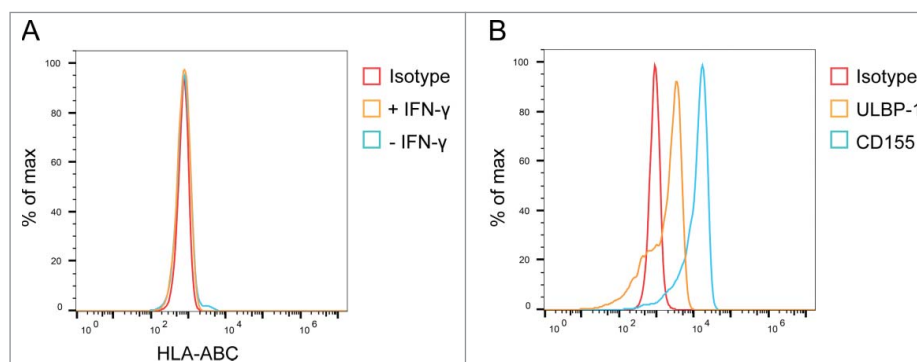 A
% of max
100
80
60
40
20
0
10^0 10^2 10^4 10^6
HLA-ABC
Isotype
+ IFN-γ
- IFN-γ
B
% of max
100
80
60
40
20
0
10^0 10^2 10^4 10^6
Isotype
ULBP-1
CD155